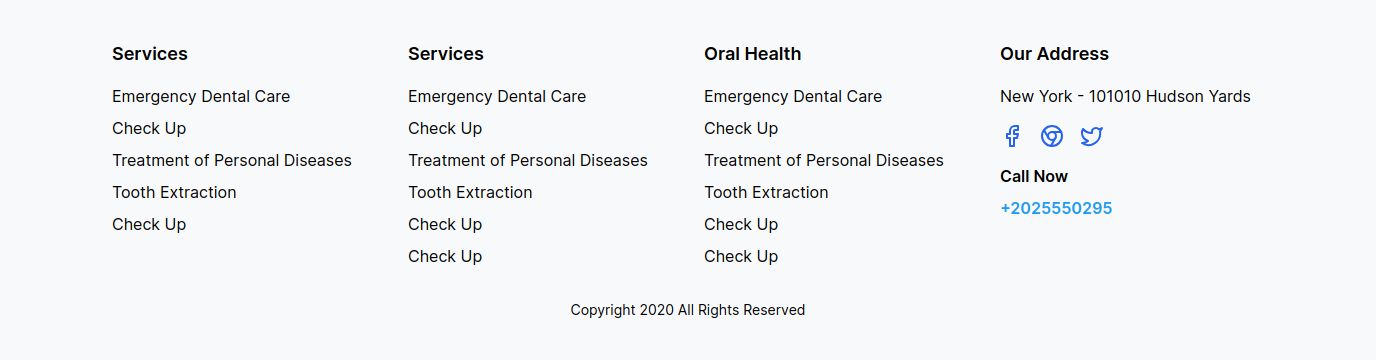 Services
Emergency Dental Care
Check Up
Treatment of Personal Diseases
Tooth Extraction
Check Up
Services
Emergency Dental Care
Check Up
Treatment of Personal Diseases
Tooth Extraction
Check Up
Check Up
Oral Health
Emergency Dental Care
Check Up
Treatment of Personal Diseases
Tooth Extraction
Check Up
Check Up
Our Address
New York - 101010 Hudson Yards
Call Now
+2025550295
Copyright 2020 All Rights Reserved